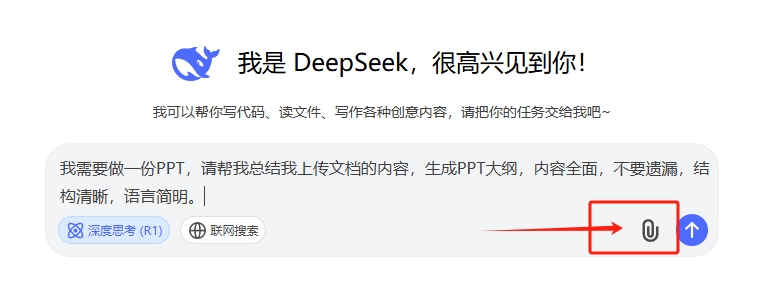 我是 DeepSeek，很高兴见到你！
我可以帮你写代码、读文件、写作各种创意内容，请把你的任务交给我吧~
我需要做一份PPT，请帮我总结我上传文档的内容，生成PPT大纲，内容全面，不要遗漏，结
构清晰，语言简明。
深度思考 (R1) 联网搜索